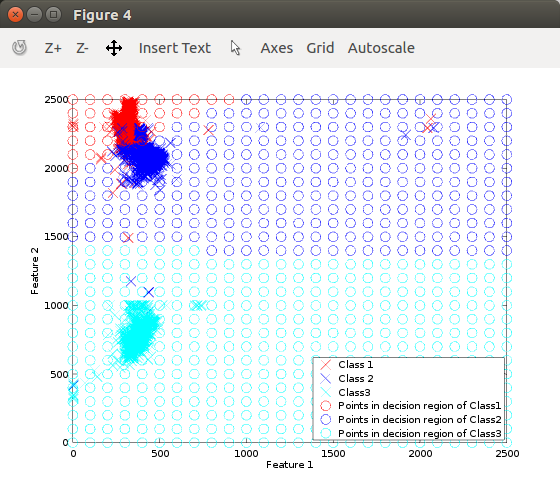 Figure 4
Z+ Z- Insert Text Axes Grid Autoscale
2500
2000
1500
1000
500
0
Feature 2
0 500 1000 1500 2000 2500
Feature 1
Class 1
Class 2
Class3
Points in decision region of Class1
Points in decision region of Class2
Points in decision region of Class3